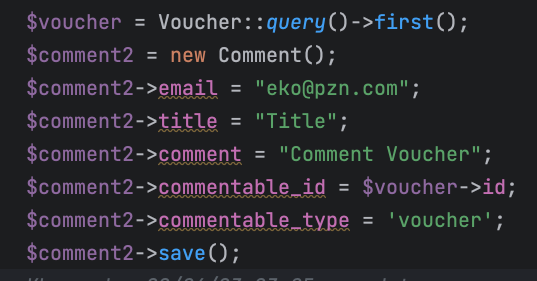 $voucher = Voucher::query()->first();
$comment2 = new Comment();
$comment2->email = "eko@pzn.com";
$comment2->title = "Title";
$comment2->comment = "Comment Voucher";
$comment2->commentable_id = $voucher->id;
$comment2->commentable_type = 'voucher';
$comment2->save();